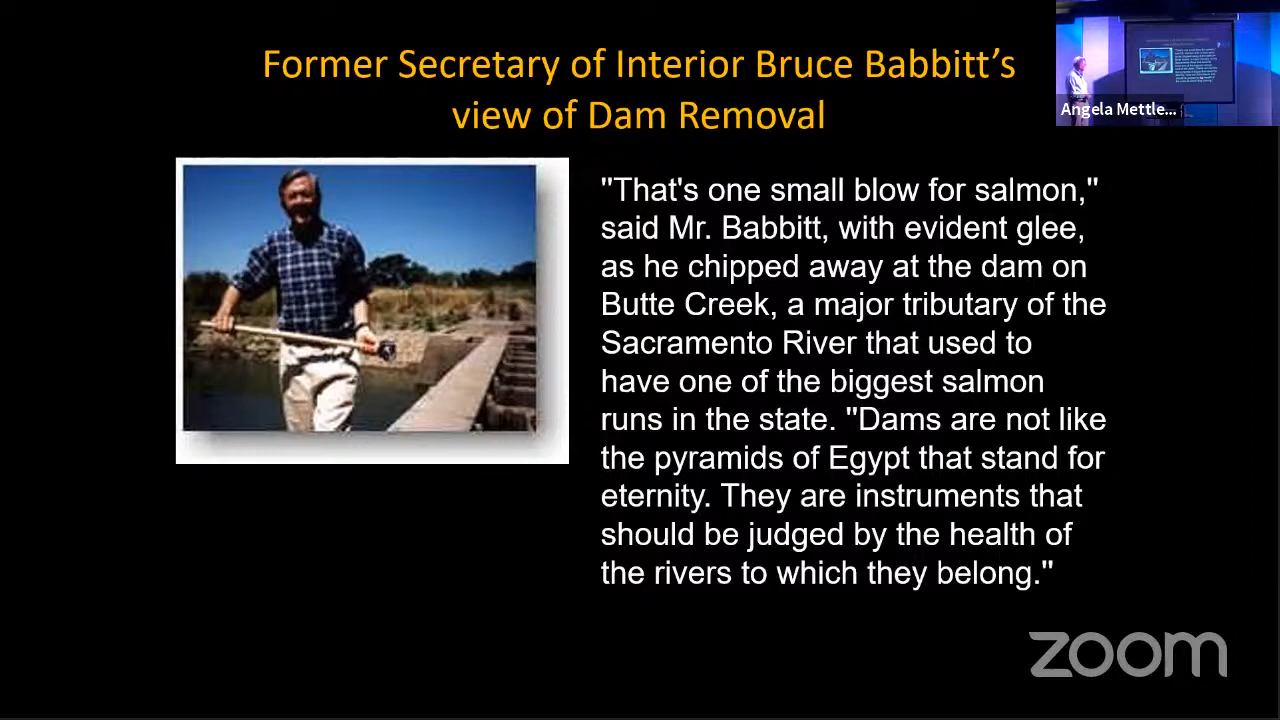 Former Secretary of Interior Bruce Babbitt’s
view of Dam Removal
Angela Mettle...
"That's one small blow for salmon,"
said Mr. Babbitt, with evident glee,
as he chipped away at the dam on
Butte Creek, a major tributary of the
Sacramento River that used to
have one of the biggest salmon
runs in the state. "Dams are not like
the pyramids of Egypt that stand for
eternity. They are instruments that
should be judged by the health of
the rivers to which they belong."
zoom